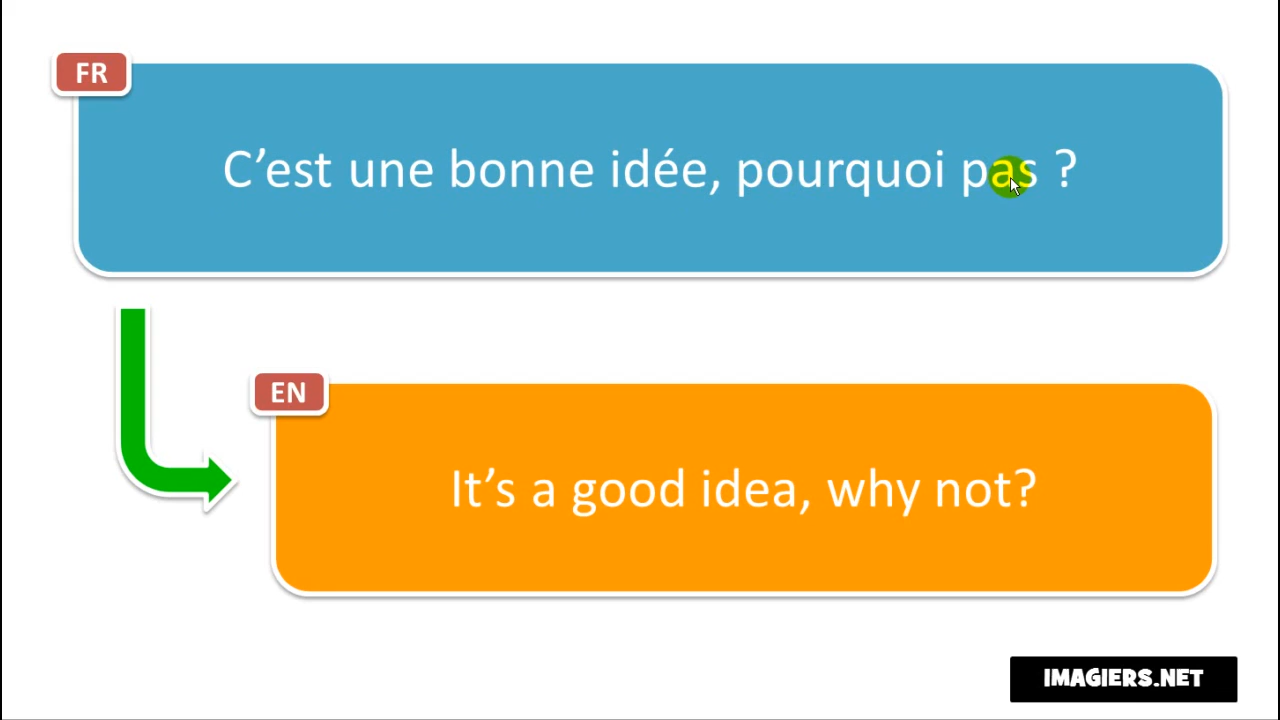 FR
C’est une bonne idée, pourquoi pas ?
EN
It’s a good idea, why not?
IMAGIERS.NET